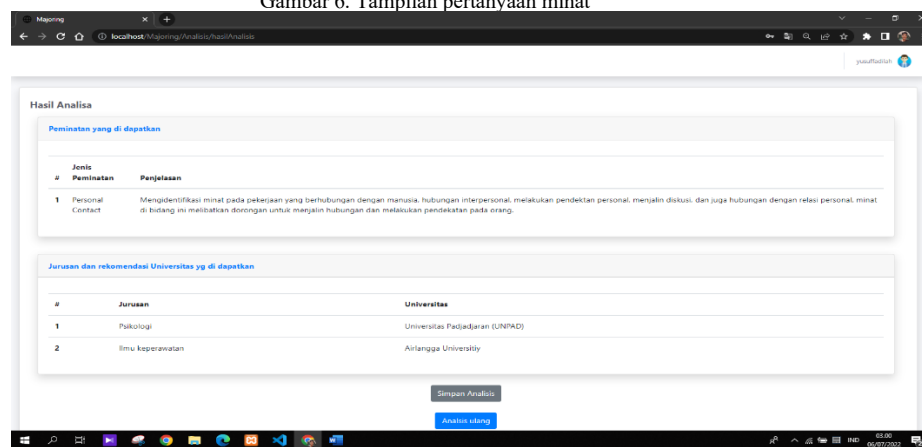 Gambar 6. Tampilan pertanyaan minat
Majoring
localhost/Majoring/Analisis/hasilAnalisis
yusuffadilah
Hasil Analisa
Peminatan yang di dapatkan
# Jenis Peminatan Penjelasan
1 Personal Contact Mengidentifikasi minat pada pekerjaan yang berhubungan dengan manusia, hubungan interpersonal, melakukan pendektan personal, menjalin diskusi, dan juga hubungan dengan relasi personal, minat
di bidang ini melibatkan dorongan untuk menjalin hubungan dan melakukan pendekatan pada orang.
Jurusan dan rekomendasi Universitas yg di dapatkan
# Jurusan Universitas
1 Psikologi Universitas Padjadjaran (UNPAD)
2 Ilmu keperawatan Airlangga Universitiy
Simpan Analisis
Analisis ulang
IND
03.00
06/07/2022